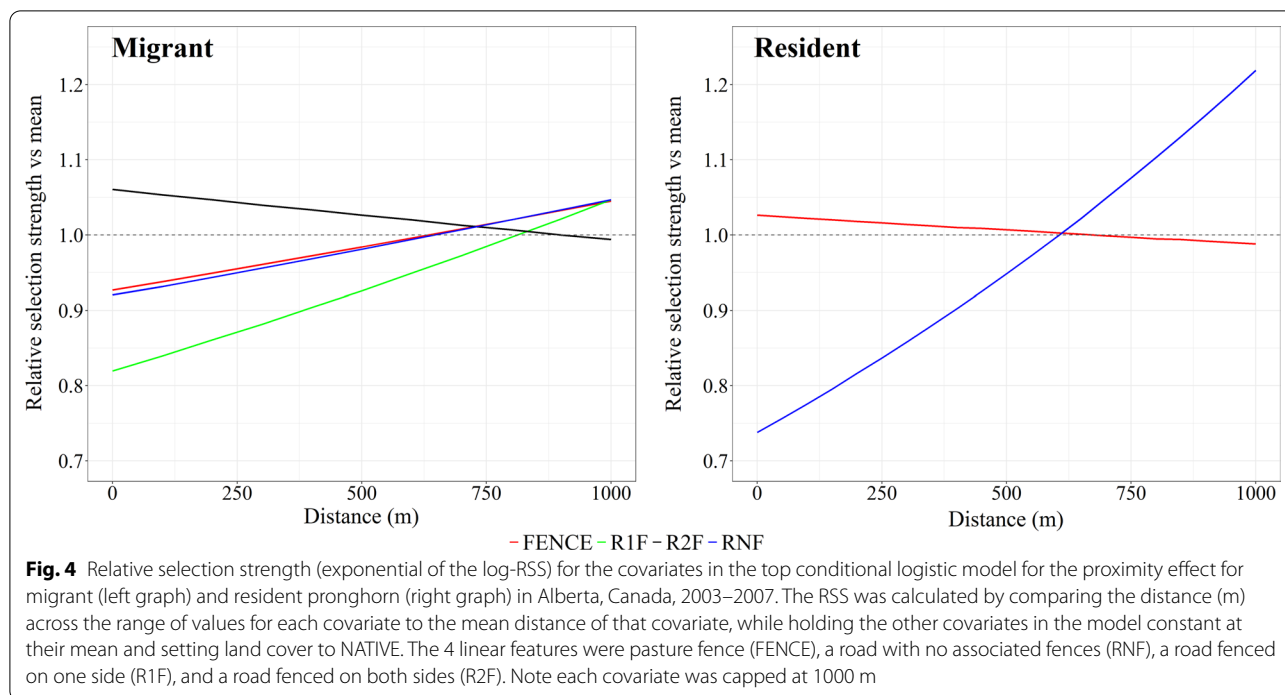 Migrant
Resident
Relative selection strength vs mean
1.2
1.1
1.0
0.9
0.8
0.7
0
250
500
750
1000
Distance (m)
Relative selection strength vs mean
1.2
1.1
1.0
0.9
0.8
0.7
0
250
500
750
1000
Distance (m)
FENCE R1F R2F RNF
Fig. 4 Relative selection strength (exponential of the log-RSS) for the covariates in the top conditional logistic model for the proximity effect for
migrant (left graph) and resident pronghorn (right graph) in Alberta, Canada, 2003–2007. The RSS was calculated by comparing the distance (m)
across the range of values for each covariate to the mean distance of that covariate, while holding the other covariates in the model constant at
their mean and setting land cover to NATIVE. The 4 linear features were pasture fence (FENCE), a road with no associated fences (RNF), a road fenced
on one side (R1F), and a road fenced on both sides (R2F). Note each covariate was capped at 1000 m